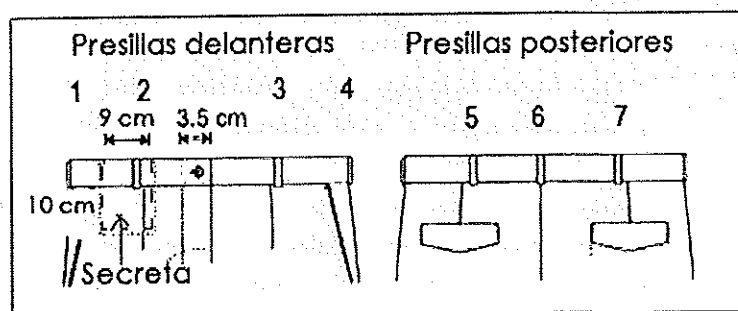 Presillas delanteras Presillas posteriores
1 2 3 4
9 cm 3.5 cm 5 6 7
10 cm
Secreta